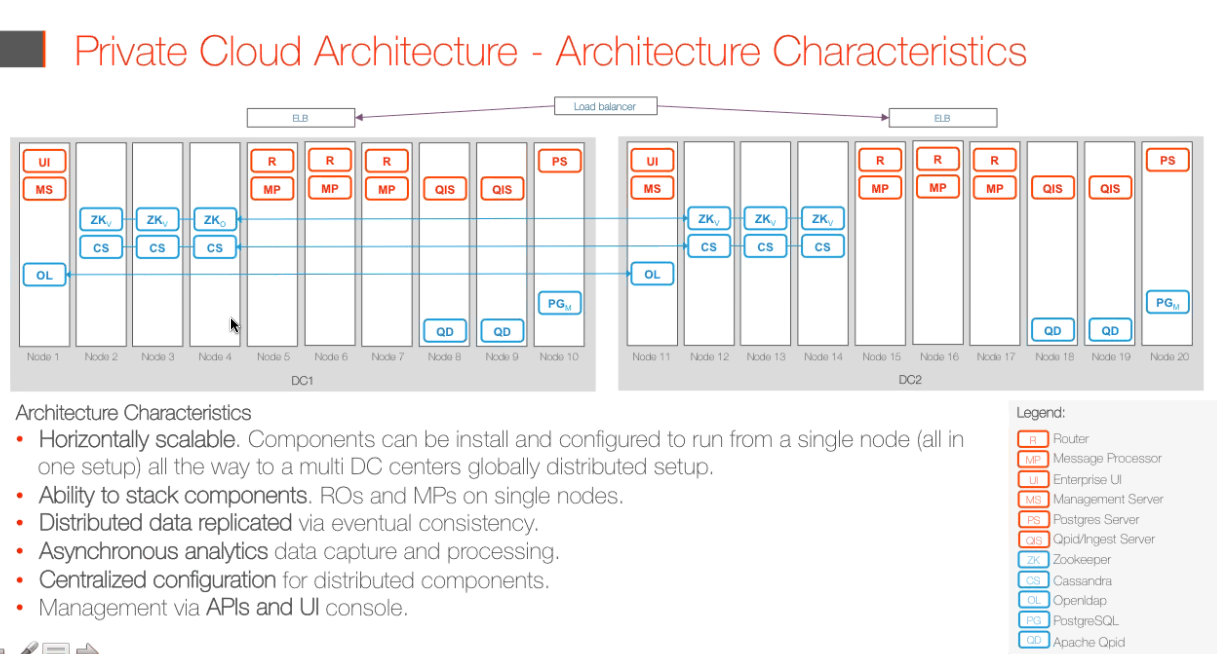 Private Cloud Architecture - Architecture Characteristics
Load balancer
ELB
ELB
UI R R R PS
MS MP MP MP QIS QIS
ZKV ZKV ZKO
CS CS CS
OL
PGM
QD QD
Node 1 Node 2 Node 3 Node 4 Node 5 Node 6 Node 7 Node 8 Node 9 Node 10
DC1
UI R R R PS
MS MP MP MP QIS QIS
ZKV ZKV ZKV
CS CS CS
OL
PGM
QD QD
Node 11 Node 12 Node 13 Node 14 Node 15 Node 16 Node 17 Node 18 Node 19 Node 20
DC2
Architecture Characteristics
• Horizontally scalable. Components can be install and configured to run from a single node (all in
one setup) all the way to a multi DC centers globally distributed setup.
• Ability to stack components. ROs and MPs on single nodes.
• Distributed data replicated via eventual consistency.
• Asynchronous analytics data capture and processing.
• Centralized configuration for distributed components.
• Management via APIs and UI console.
Legend:
R Router
MP Message Processor
UI Enterprise UI
MS Management Server
PS Postgres Server
QIS Qpid/Ingest Server
ZK Zookeeper
CS Cassandra
OL Openldap
PG PostgreSQL
QD Apache Qpid